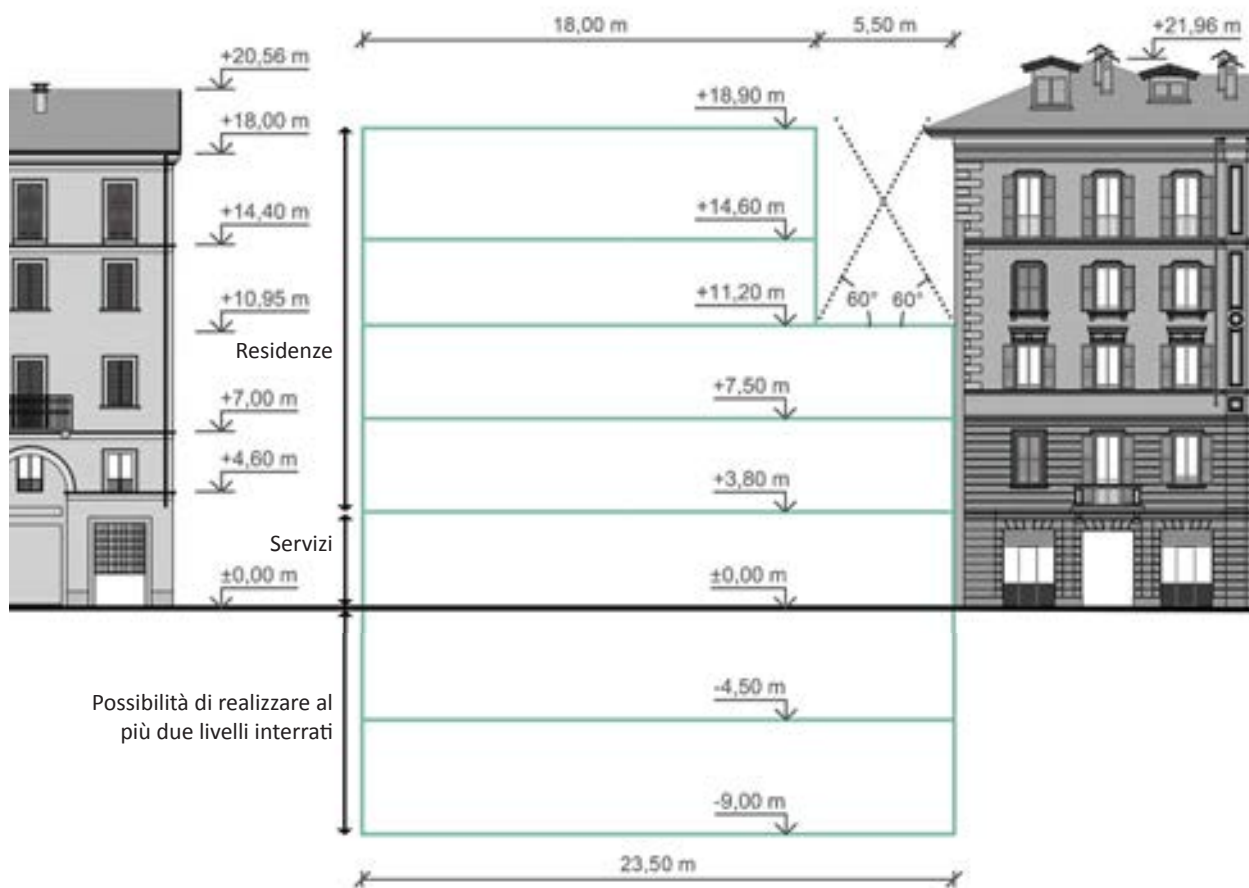 18,00 m
5,50 m
+21,96 m
+20,56 m
+18,90 m
+18,00 m
+14,60 m
+14,40 m
+11,20 m
60°
60°
+10,95 m
Residenze
+7,50 m
+7,00 m
+4,60 m
+3,80 m
Servizi
±0,00 m
±0,00 m
-4,50 m
Possibilità di realizzare al
più due livelli interrati
-9,00 m
23,50 m